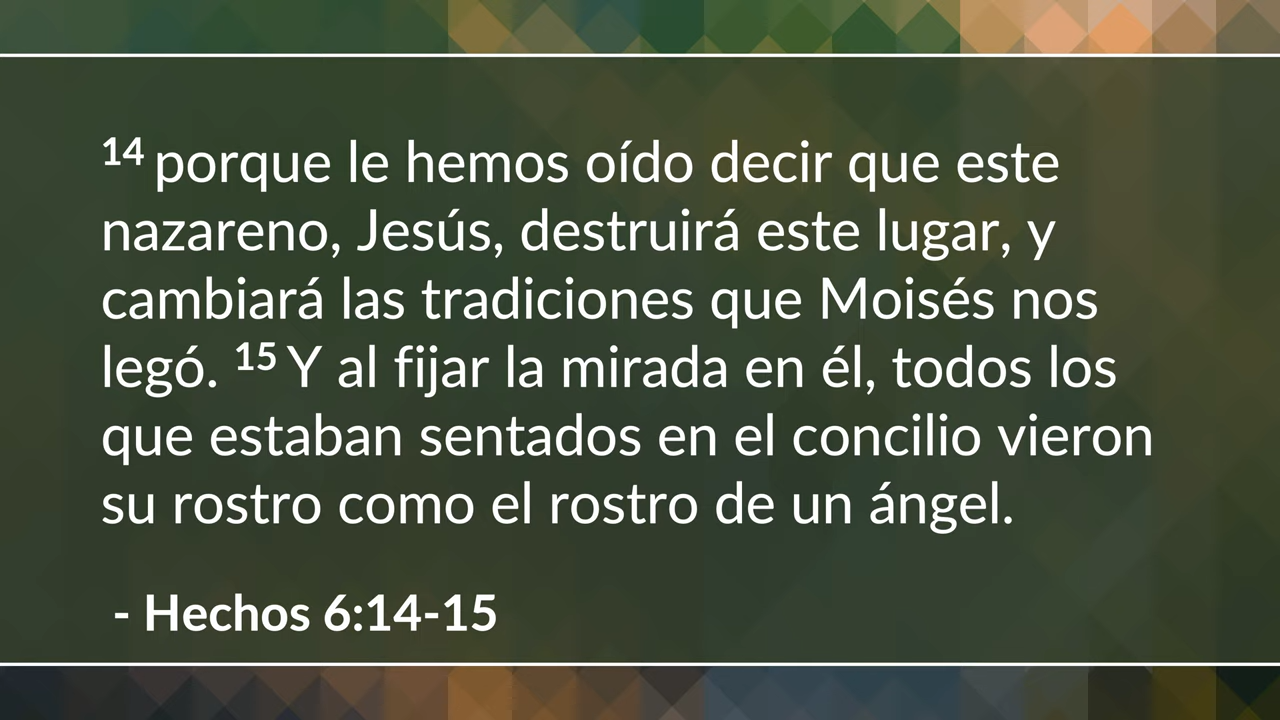 14 porque le hemos oído decir que este
nazareno, Jesús, destruirá este lugar, y
cambiará las tradiciones que Moisés nos
legó. 15 Y al fijar la mirada en él, todos los
que estaban sentados en el concilio vieron
su rostro como el rostro de un ángel.
- Hechos 6:14-15